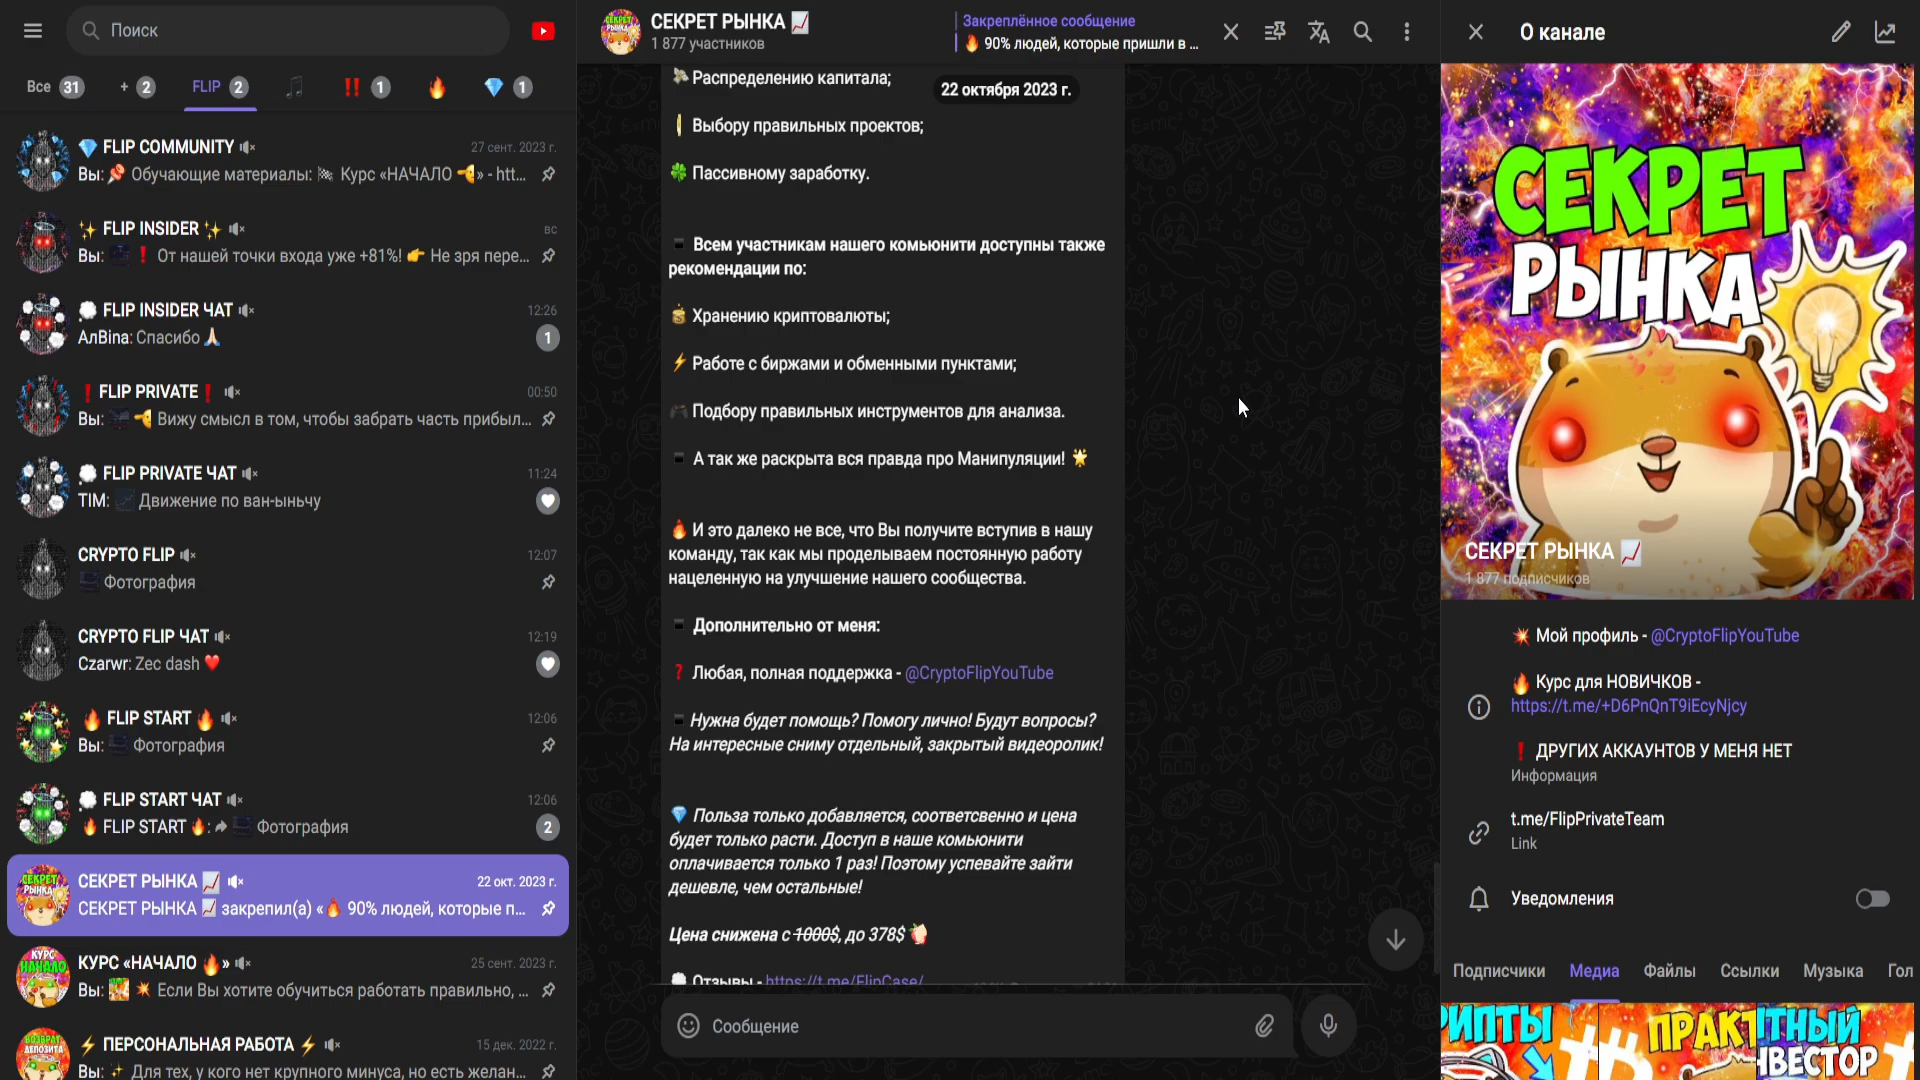 Поиск
Все 31
+ 2
FLIP 2
1
1
FLIP COMMUNITY
27 сент. 2023 г.
Вы: Обучающие материалы: Курс «НАЧАЛО » - htt...
FLIP INSIDER
вс
Вы: От нашей точки входа уже +81%! Не зря пере...
FLIP INSIDER ЧАТ
12:26
АлBina: Спасибо
1
FLIP PRIVATE
00:50
Вы: Вижу смысл в том, чтобы забрать часть прибыл...
FLIP PRIVATE ЧАТ
11:24
TIM: Движение по ван-ыньчу
CRYPTO FLIP
12:07
Фотография
CRYPTO FLIP ЧАТ
12:19
Czarwr: Zec dash
FLIP START
12:06
Вы: Фотография
FLIP START ЧАТ
12:06
FLIP START : Фотография
2
СЕКРЕТ РЫНКА
22 окт. 2023 г.
СЕКРЕТ РЫНКА закрепил(а) « 90% людей, которые п...
КУРС «НАЧАЛО »
25 сент. 2023 г.
Вы: Если Вы хотите обучиться работать правильно, ...
ПЕРСОНАЛЬНАЯ РАБОТА
15 дек. 2022 г.
Вы: Для тех, у кого нет крупного минуса, но есть желан...
СЕКРЕТ РЫНКА
1 877 участников
Закреплённое сообщение
90% людей, которые пришли в ...
22 октября 2023 г.
Распределению капитала;
Выбору правильных проектов;
Пассивному заработку.
Всем участникам нашего комьюнити доступны также
рекомендации по:
Хранению криптовалюты;
Работе с биржами и обменными пунктами;
Подбору правильных инструментов для анализа.
А так же раскрыта вся правда про Манипуляции!
И это далеко не все, что Вы получите вступив в нашу
команду, так как мы проделываем постоянную работу
нацеленную на улучшение нашего сообщества.
Дополнительно от меня:
Любая, полная поддержка - @CryptoFlipYouTube
Нужна будет помощь? Помогу лично! Будут вопросы?
На интересные сниму отдельный, закрытый видеоролик!
Польза только добавляется, соответсвенно и цена
будет только расти. Доступ в наше комьюнити
оплачивается только 1 раз! Поэтому успевайте зайти
дешевле, чем остальные!
Цена снижена с 1000$, до 378$
Отзывы - https://t.me/FlipCase/
Сообщение
О канале
СЕКРЕТ
РЫНКА
СЕКРЕТ РЫНКА
1 877 подписчиков
Мой профиль - @CryptoFlipYouTube
Курс для НОВИЧКОВ -
https://t.me/+D6PnQnT9iEcyNjcy
ДРУГИХ АККАУНТОВ У МЕНЯ НЕТ
Информация
t.me/FlipPrivateTeam
Link
Уведомления
Подписчики Медиа Файлы Ссылки Музыка Гол